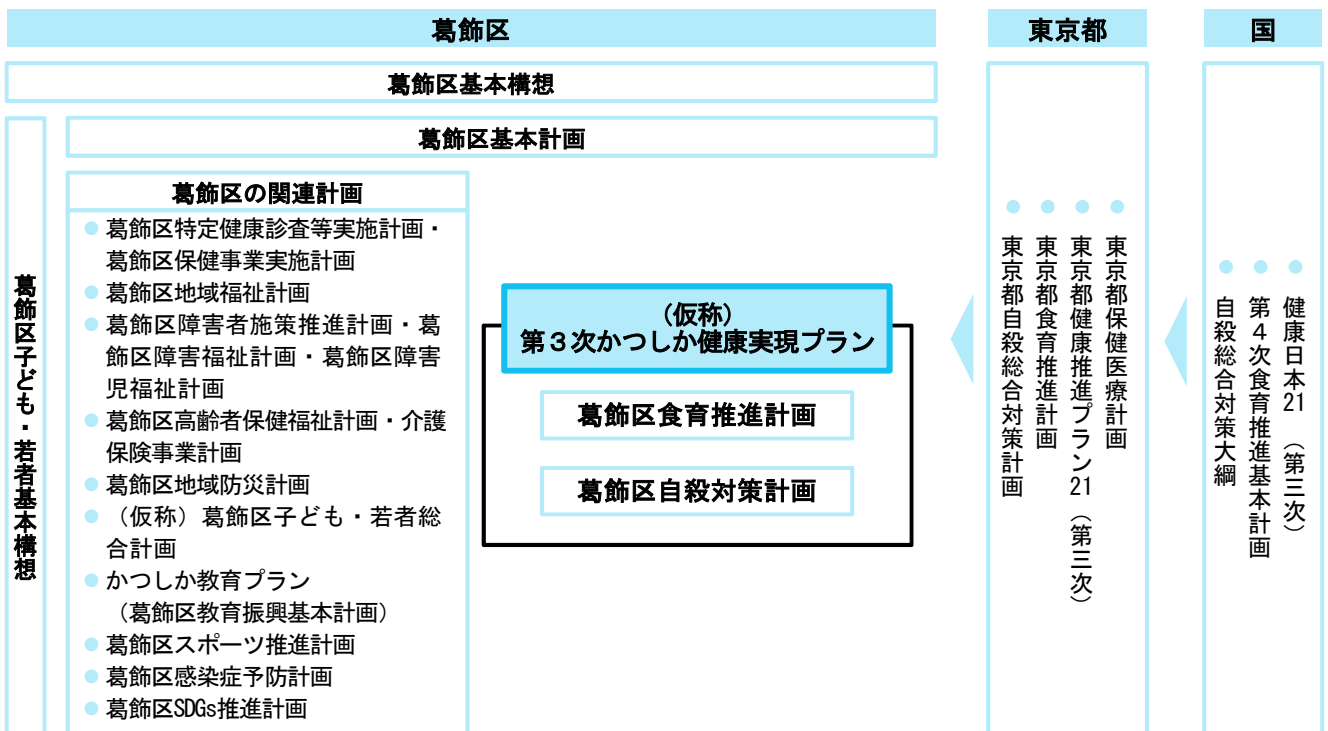 葛飾区
葛飾区基本構想
葛飾区子ども・若者基本構想
葛飾区基本計画
葛飾区の関連計画
● 葛飾区特定健康診査等実施計画・
葛飾区保健事業実施計画
● 葛飾区地域福祉計画
● 葛飾区障害者施策推進計画・葛
飾区障害福祉計画・葛飾区障害
児福祉計画
● 葛飾区高齢者保健福祉計画・介護
保険事業計画
● 葛飾区地域防災計画
● （仮称）葛飾区子ども・若者総
合計画
● かつしか教育プラン
（葛飾区教育振興基本計画）
● 葛飾区スポーツ推進計画
● 葛飾区感染症予防計画
● 葛飾区SDGs推進計画
（仮称）
第３次かつしか健康実現プラン
葛飾区食育推進計画
葛飾区自殺対策計画
東京都
● 東京都保健医療計画
● 東京都健康推進プラン21（第三次）
● 東京都食育推進計画
● 東京都自殺総合対策計画
国
● 健康日本21（第三次）
● 第４次食育推進基本計画
● 自殺総合対策大綱